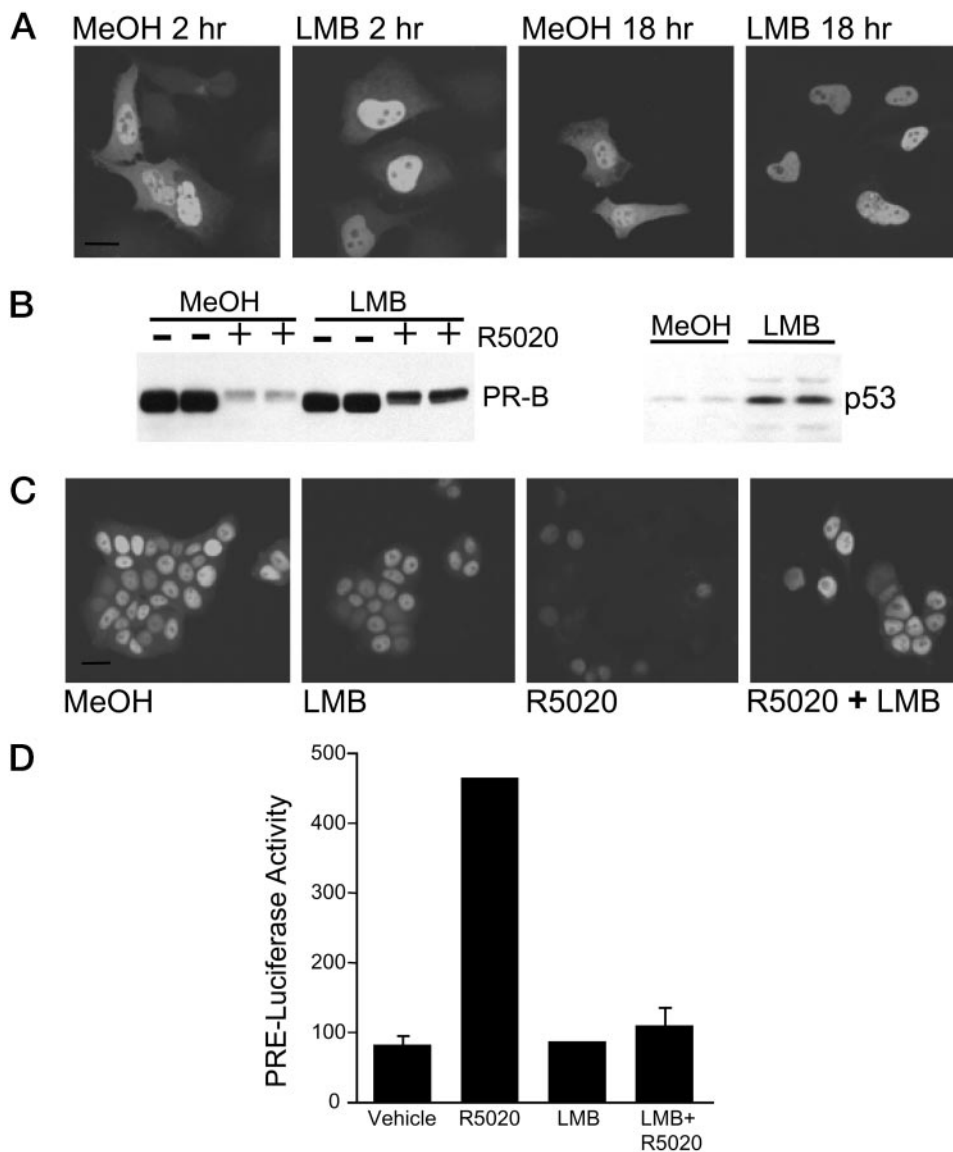 A
MeOH 2 hr
LMB 2 hr
MeOH 18 hr
LMB 18 hr
B
MeOH
LMB
- - + + - - + + R5020
PR-B
MeOH
LMB
p53
C
MeOH
LMB
R5020
R5020 + LMB
D
PRE-Luciferase Activity
500
400
300
200
100
0
Vehicle
R5020
LMB
LMB+
R5020